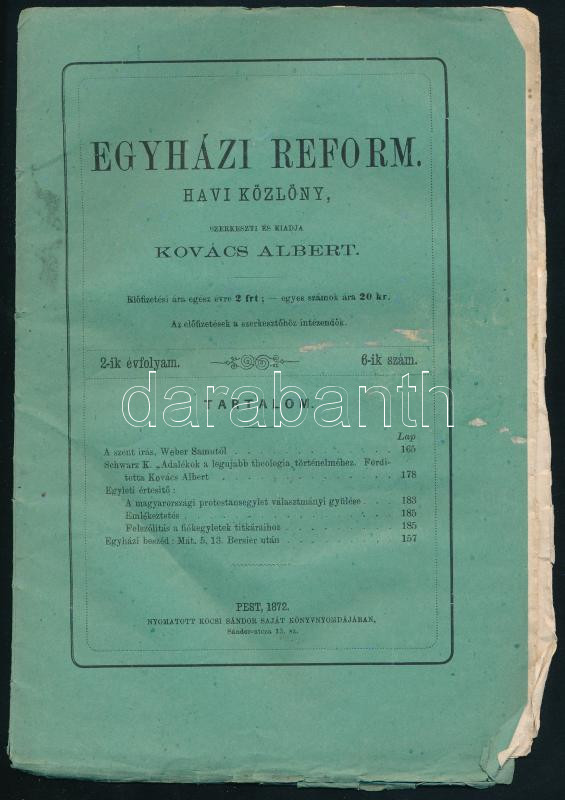 EGYHÁZI REFORM.
HAVI KÖZLÖNY,
SZERKESZTI ÉS KIADJA
KOVÁCS ALBERT.
Előfizetési ára egész évre 2 frt; — egyes számok ára 20 kr.
Az előfizetések a szerkesztőhöz intézendők.
2-ik évfolyam. 6-ik szám.
darabanth
TARTALOM.
Lap
A szent irás, Weber Samutól . . . 165
Schwarz K. „Adalékok a legujabb theologia történelméhez. Fordi-
totta Kovács Albert . . . 178
Egyleti értesitő:
A magyarországi protestánsegylet választmányi gyülése . . . 183
Emlékeztetés . . . 185
Felszólitás a fiókegyletek titkáraihoz . . . 185
Egyházi beszéd: Mát. 5, 13. Bersier után . . . 157
PEST, 1872.
NYOMATOTT KOCSI SÁNDOR SAJÁT KÖNYVNYOMDÁJÁBAN,
Sándor-utcza 13. sz.